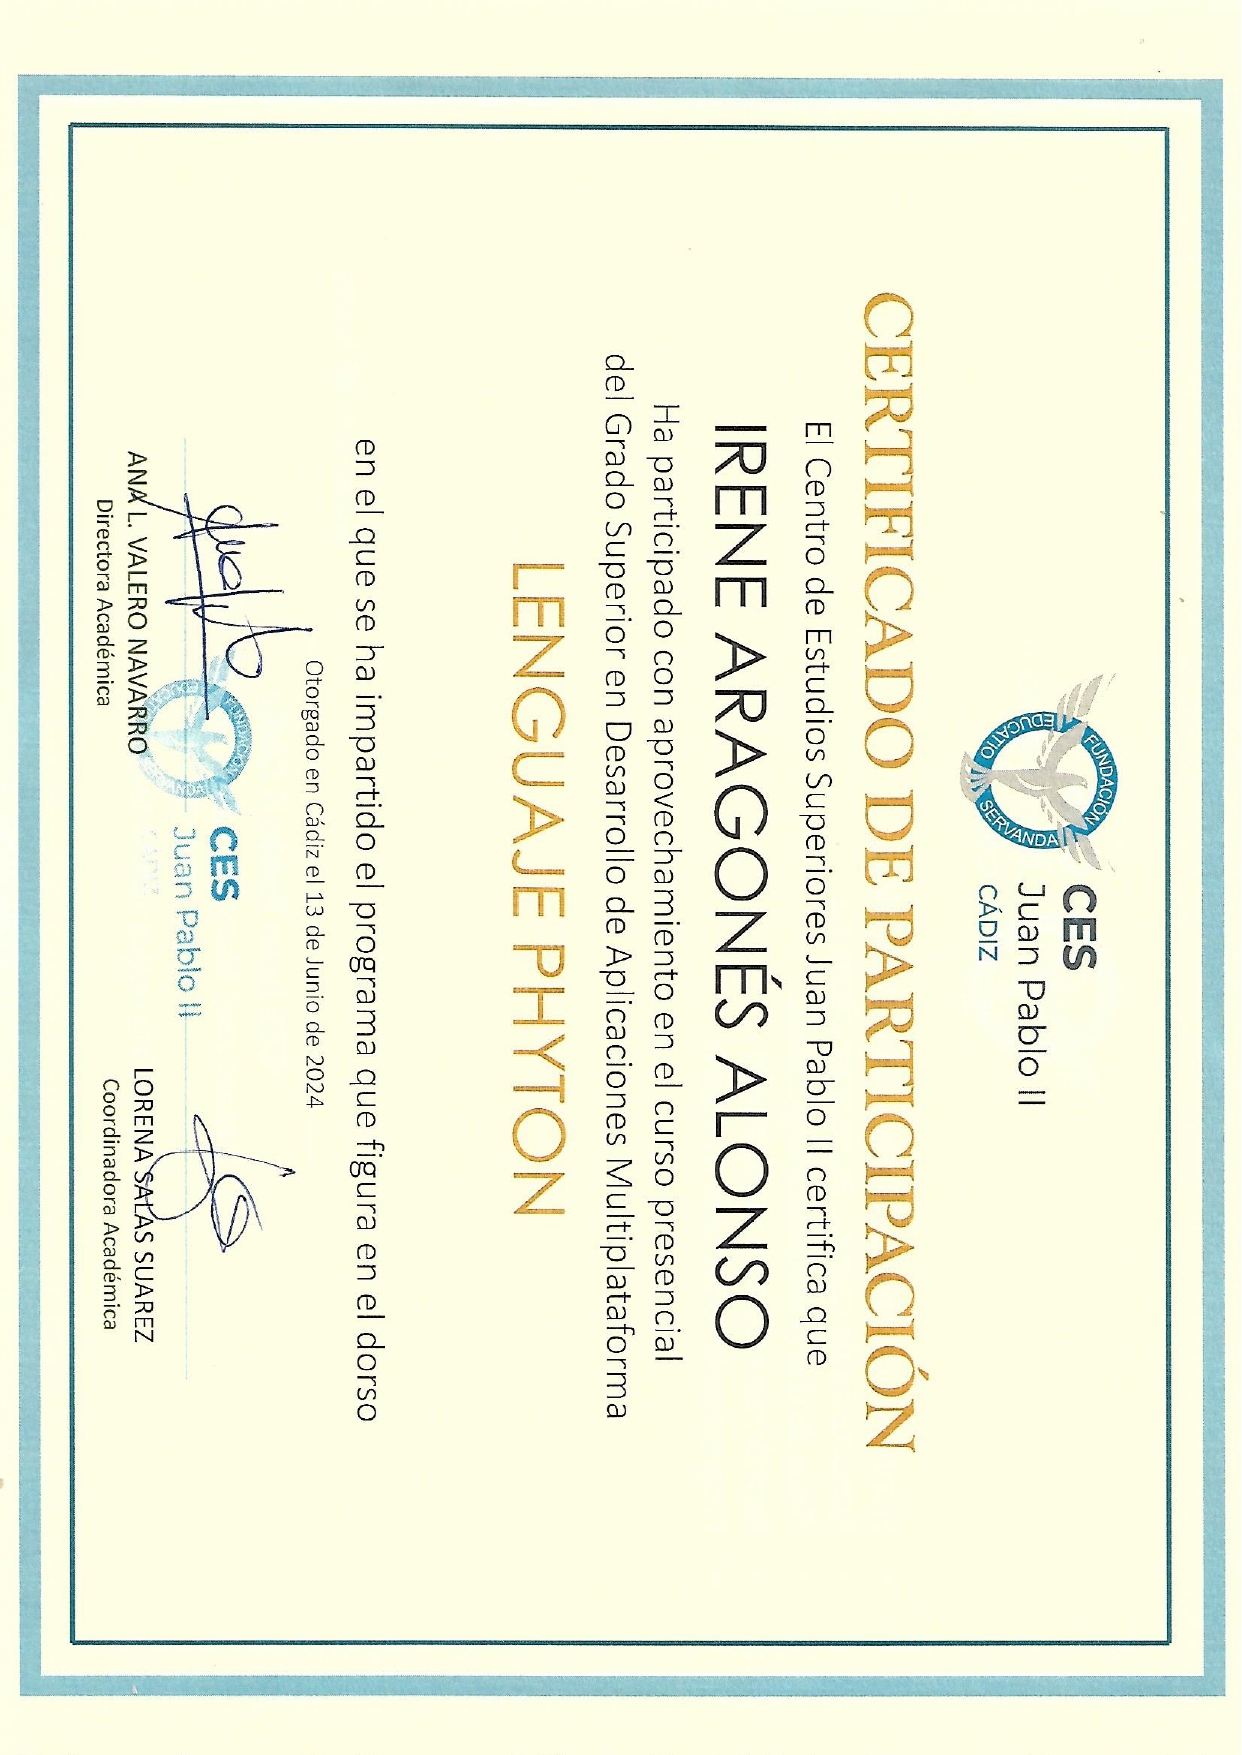 FUNDACIÓN
EDUCATIO
SERVANDA
CES
Juan Pablo II
CÁDIZ
CERTIFICADO DE PARTICIPACIÓN
El Centro de Estudios Superiores Juan Pablo II certifica que
IRENE ARAGONÉS ALONSO
Ha participado con aprovechamiento en el curso presencial
del Grado Superior en Desarrollo de Aplicaciones Multiplataforma
LENGUAJE PHYTON
en el que se ha impartido el programa que figura en el dorso
Otorgado en Cádiz el 13 de Junio de 2024
CES
Juan Pablo II
CÁDIZ
ANA L. VALERO NAVARRO
Directora Académica
LORENA SALAS SUAREZ
Coordinadora Académica